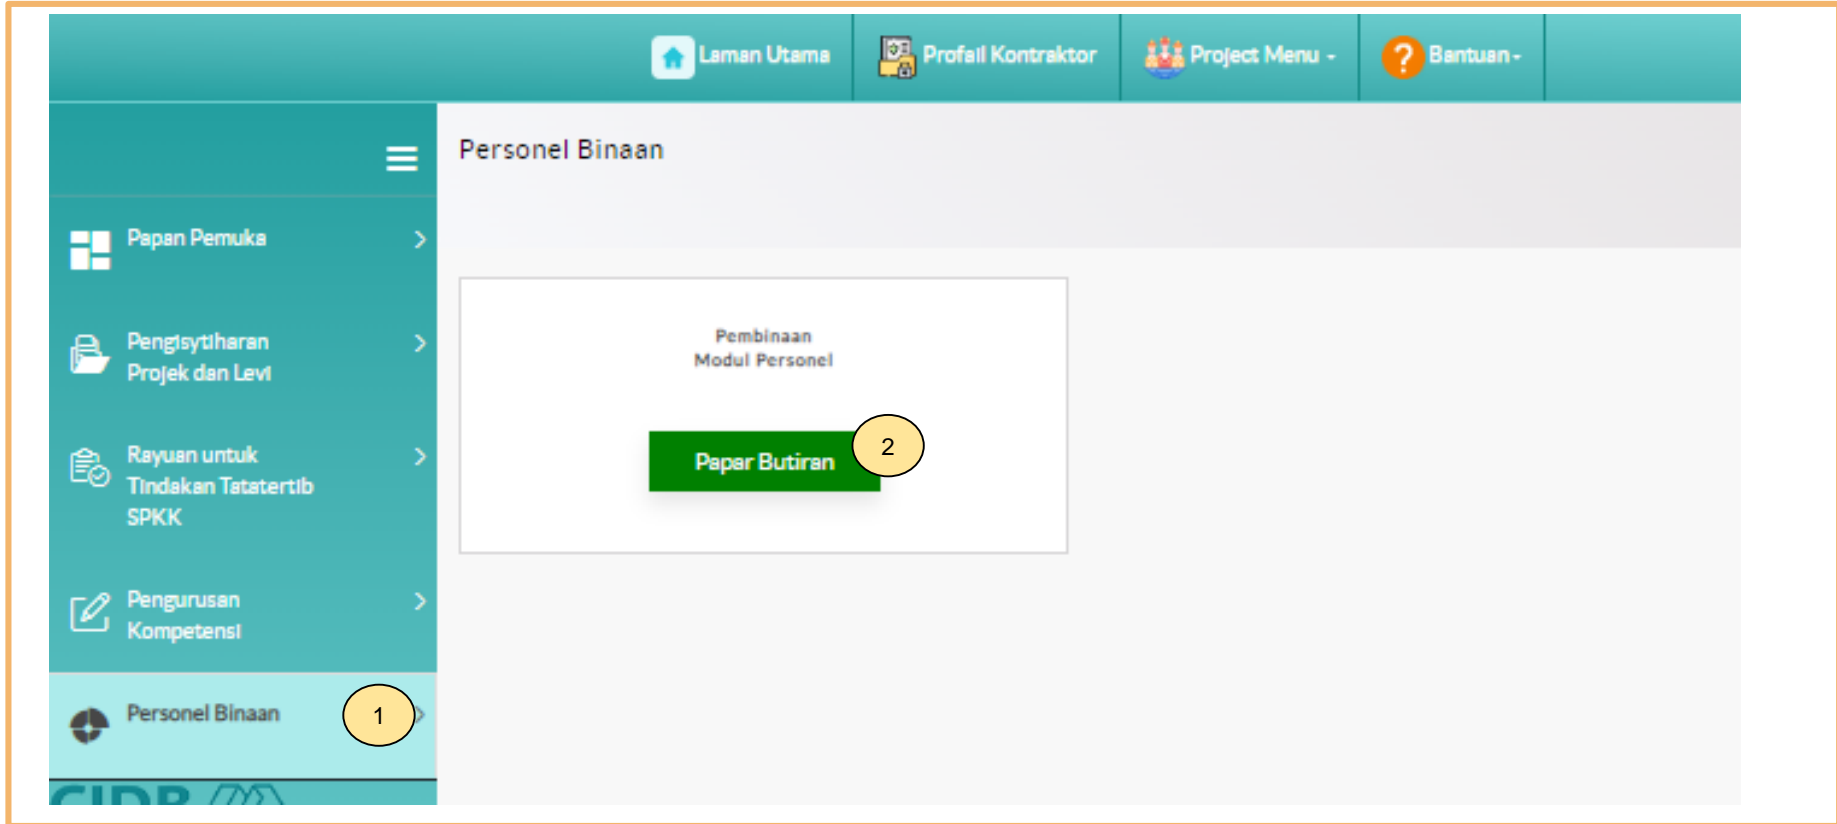 Laman Utama
Profail Kontraktor
Project Menu -
Bantuan-
Personel Binaan
Papan Pemuka
Pengisytiharan
Projek dan Levi
Rayuan untuk
Tindakan Tatatertib
SPKK
Pengurusan
Kompetensi
Personel Binaan
1
CIDB
Pembinaan
Modul Personel
Papar Butiran
2